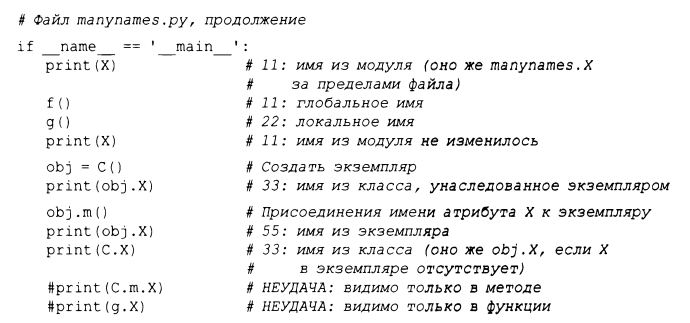 # Файл manynames.py, продолжение
if __name__ == '__main__':
    print(X)              # 11: имя из модуля (оно же manynames.X
                          #     за пределами файла)
    f()                   # 11: глобальное имя
    g()                   # 22: локальное имя
    print(X)              # 11: имя из модуля не изменилось
    obj = C()             # Создать экземпляр
    print(obj.X)          # 33: имя из класса, унаследованное экземпляром
    obj.m()               # Присоединения имени атрибута X к экземпляру
    print(obj.X)          # 55: имя из экземпляра
    print(C.X)            # 33: имя из класса (оно же obj.X, если X
                          #     в экземпляре отсутствует)
    #print(C.m.X)         # НЕУДАЧА: видимо только в методе
    #print(g.X)           # НЕУДАЧА: видимо только в функции